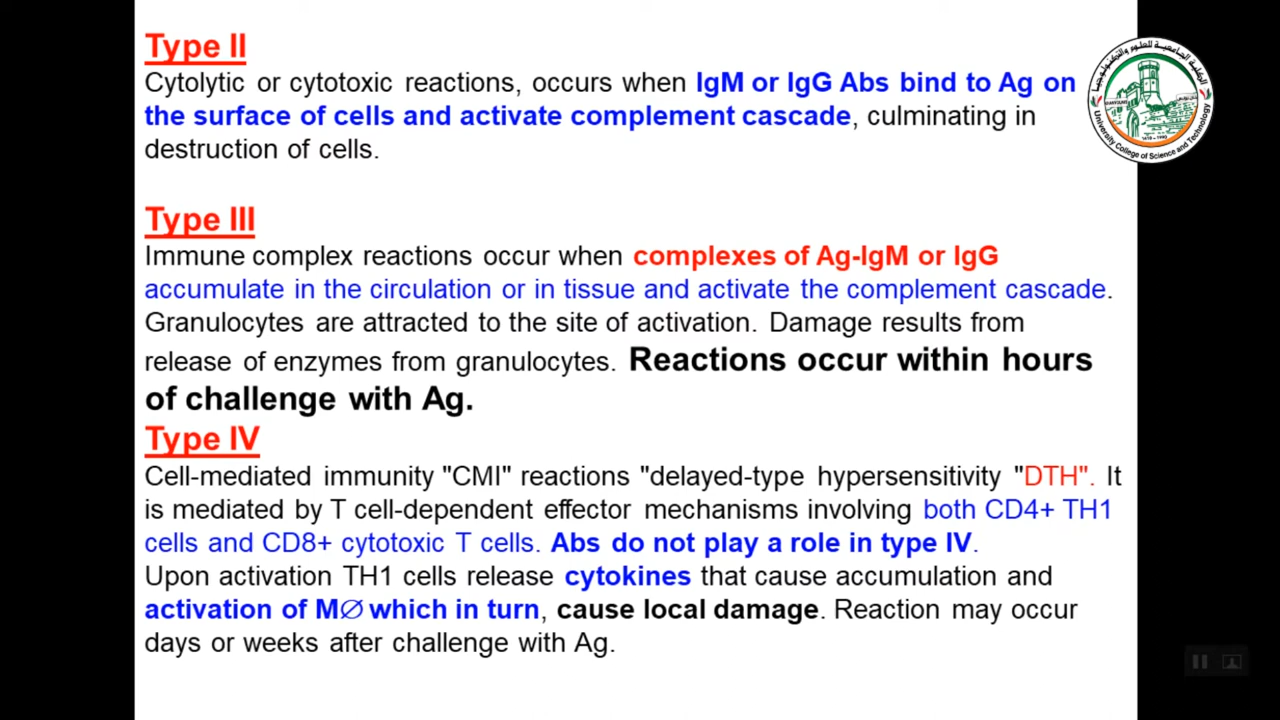 Type II
Cytolytic or cytotoxic reactions, occurs when IgM or IgG Abs bind to Ag on
the surface of cells and activate complement cascade, culminating in
destruction of cells.
Type III
Immune complex reactions occur when complexes of Ag-IgM or IgG
accumulate in the circulation or in tissue and activate the complement cascade.
Granulocytes are attracted to the site of activation. Damage results from
release of enzymes from granulocytes. Reactions occur within hours
of challenge with Ag.
Type IV
Cell-mediated immunity "CMI" reactions "delayed-type hypersensitivity "DTH". It
is mediated by T cell-dependent effector mechanisms involving both CD4+ TH1
cells and CD8+ cytotoxic T cells. Abs do not play a role in type IV.
Upon activation TH1 cells release cytokines that cause accumulation and
activation of M∅ which in turn, cause local damage. Reaction may occur
days or weeks after challenge with Ag.
الكلية الجامعية للعلوم والتكنولوجيا
University College of Science and Technology